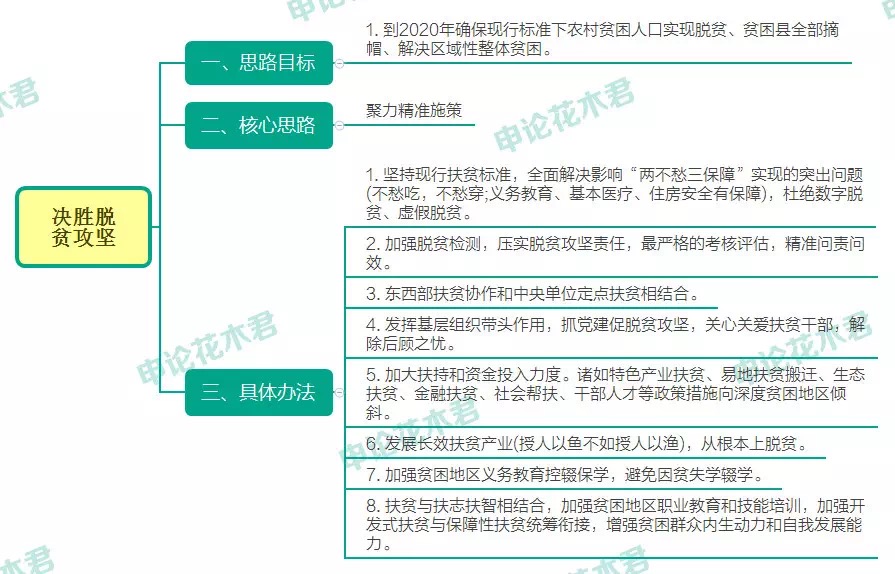 决胜脱
贫攻坚
一、思路目标
1. 到2020年确保现行标准下农村贫困人口实现脱贫、贫困县全部摘
帽、解决区域性整体贫困。
二、核心思路
聚力精准施策
三、具体办法
1. 坚持现行扶贫标准，全面解决影响“两不愁三保障”实现的突出问题
(不愁吃，不愁穿;义务教育、基本医疗、住房安全有保障)，杜绝数字脱
贫、虚假脱贫。
2. 加强脱贫检测，压实脱贫攻坚责任，最严格的考核评估，精准问责问
效。
3. 东西部扶贫协作和中央单位定点扶贫相结合。
4. 发挥基层组织带头作用，抓党建促脱贫攻坚，关心关爱扶贫干部，解
除后顾之忧。
5. 加大扶持和资金投入力度。诸如特色产业扶贫、易地扶贫搬迁、生态
扶贫、金融扶贫、社会帮扶、干部人才等政策措施向深度贫困地区倾
斜。
6. 发展长效扶贫产业(授人以鱼不如授人以渔)，从根本上脱贫。
7. 加强贫困地区义务教育控辍保学，避免因贫失学辍学。
8. 扶贫与扶志扶智相结合，加强贫困地区职业教育和技能培训，加强开
发式扶贫与保障性扶贫统筹衔接，增强贫困群众内生动力和自我发展能
力。
申论花木君
申论花木君
申论花木君
申论花木君
申论花木君